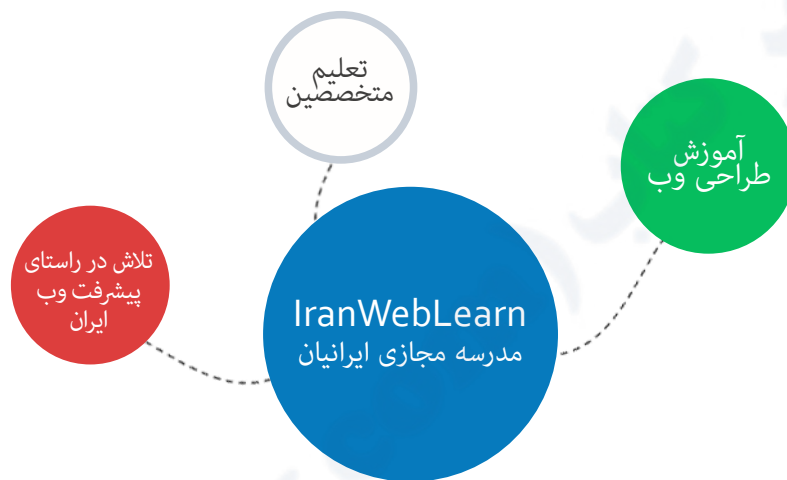 تعلیم
متخصصین
آموزش
طراحی وب
تلاش در راستای
پیشرفت وب
ایران
IranWebLearn
مدرسه مجازی ایرانیان